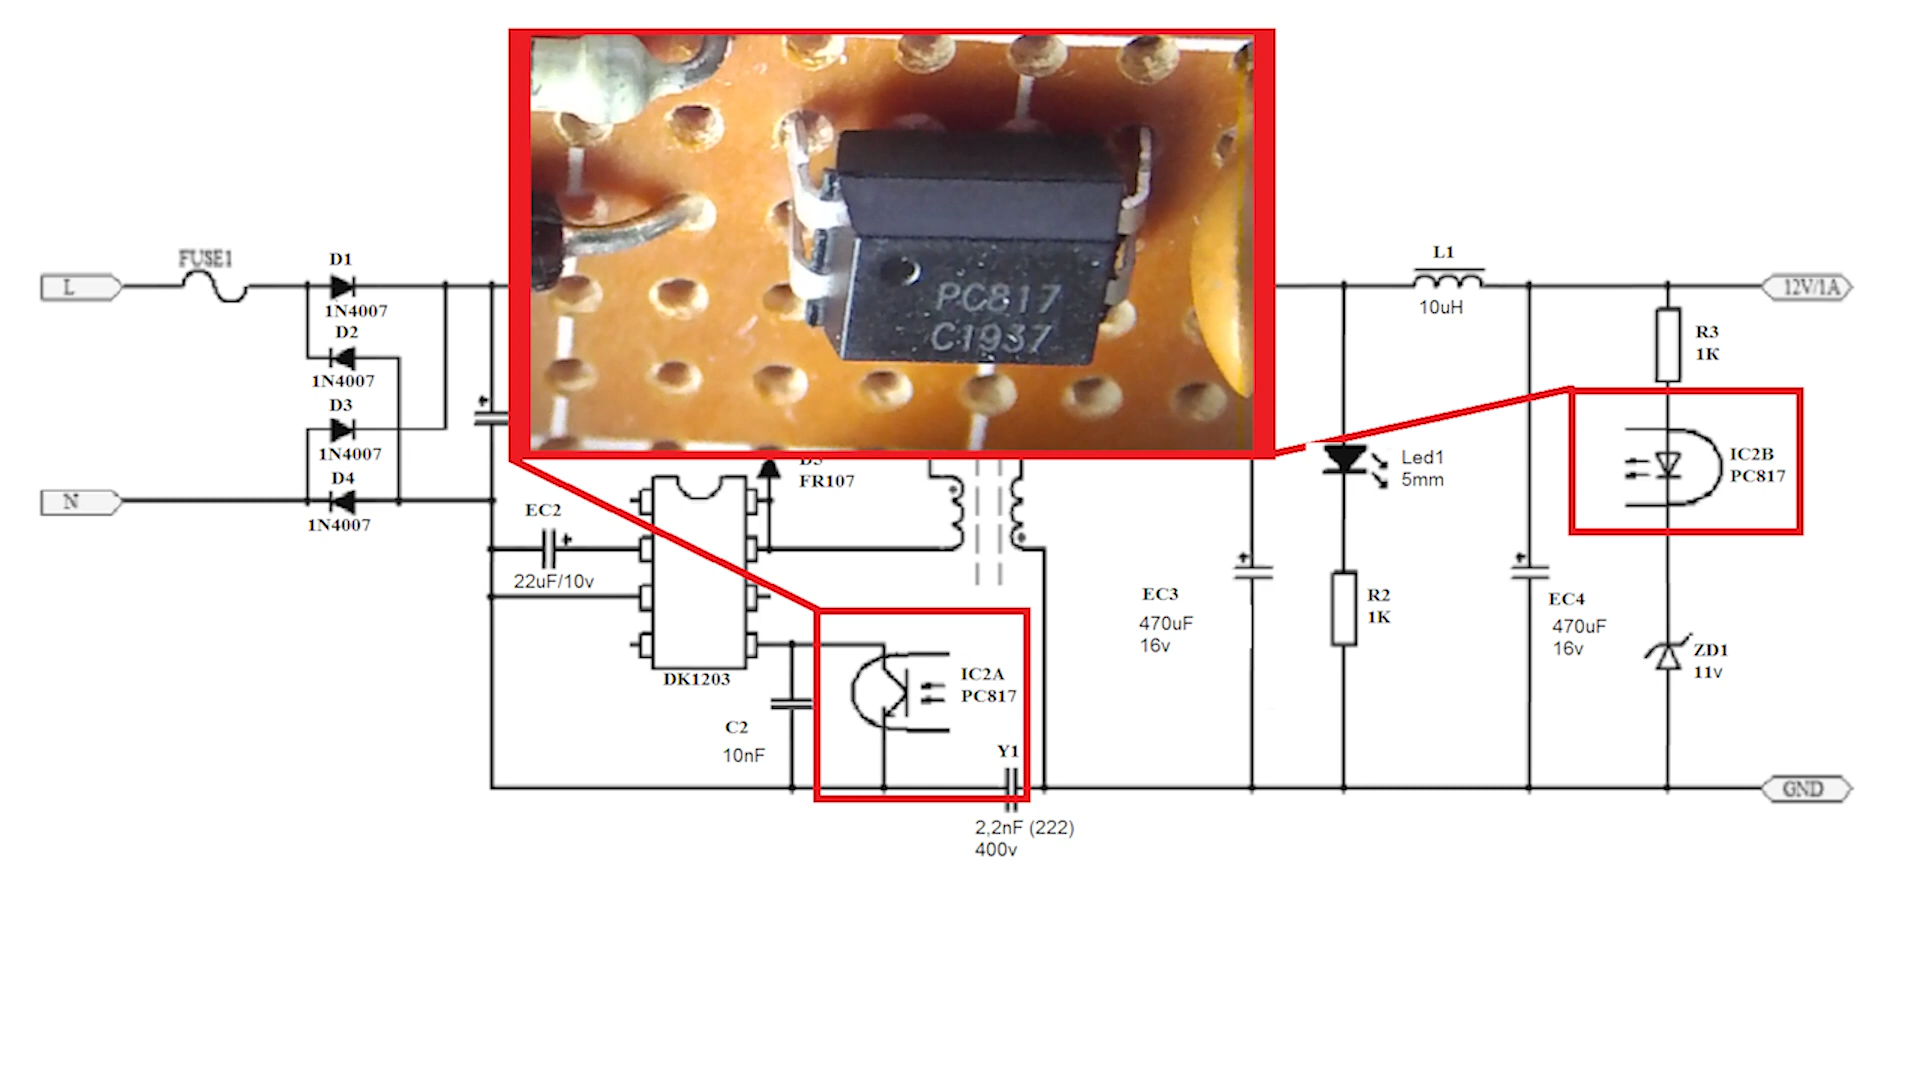 FUSE1
L
D1
1N4007
D2
1N4007
D3
1N4007
D4
1N4007
N
EC2
22uF/10v
DK1203
FR107
PC817
C1937
C2
10nF
IC2A
PC817
Y1
2,2nF (222)
400v
EC3
470uF
16v
Led1
5mm
R2
1K
L1
10uH
EC4
470uF
16v
12V/1A
R3
1K
IC2B
PC817
ZD1
11v
GND